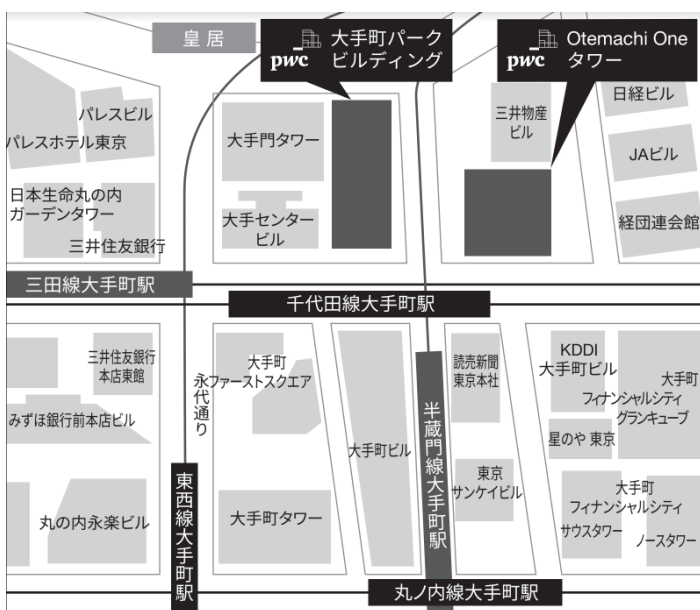 皇居
pwc
大手町パーク
ビルディング
pwc
Otemachi One
タワー
パレスビル
パレスホテル東京
大手門タワー
三井物産
ビル
日経ビル
JAビル
日本生命丸の内
ガーデンタワー
三井住友銀行
大手センター
ビル
経団連会館
三田線大手町駅
千代田線大手町駅
三井住友銀行
本店東館
みずほ銀行前本店ビル
丸の内永楽ビル
永代通り
東西線大手町駅
大手町
ファーストスクエア
大手町タワー
大手町ビル
半蔵門線大手町駅
読売新聞
東京本社
東京
サンケイビル
KDDI
大手町ビル
大手町
フィナンシャルシティ
グランキューブ
星のや 東京
大手町
フィナンシャルシティ
サウスタワー
ノースタワー
丸ノ内線大手町駅